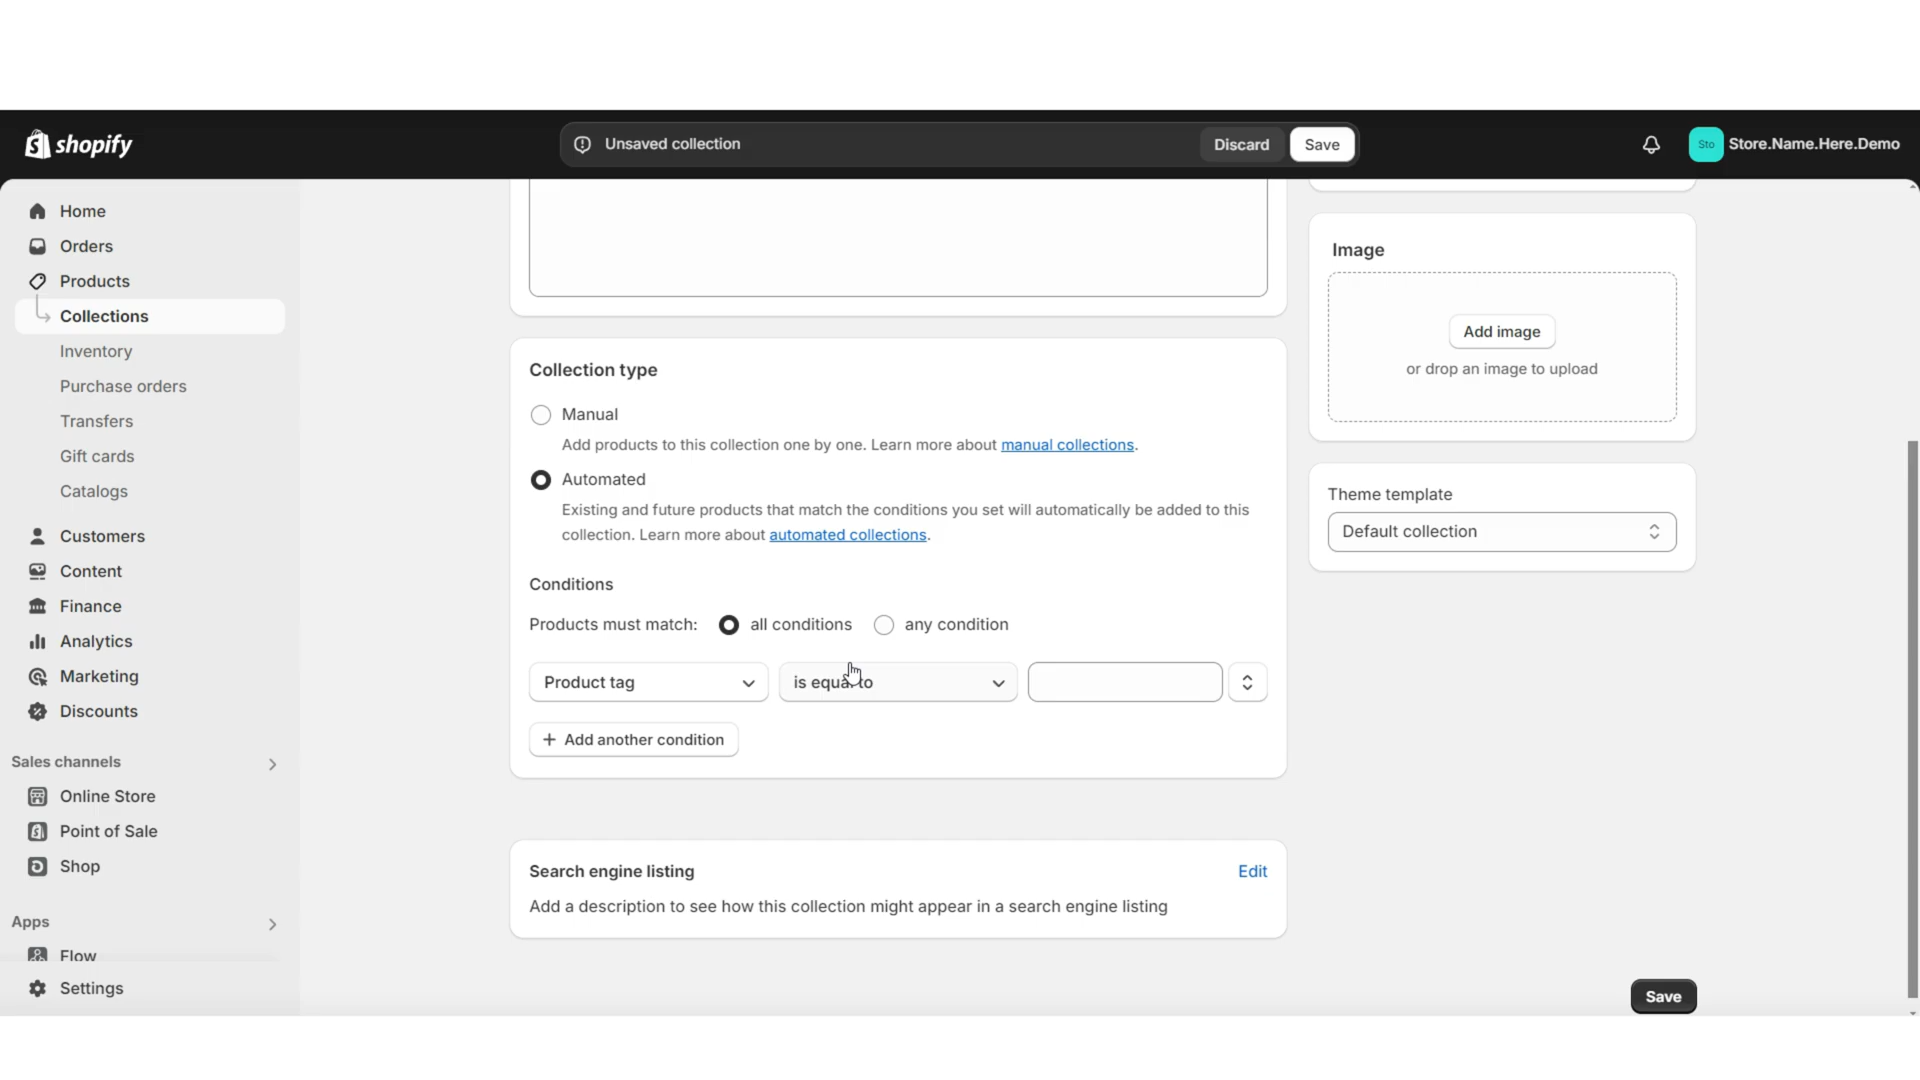 shopify
Unsaved collection
Discard
Save
Sto
Store.Name.Here.Demo
Home
Orders
Products
Collections
Inventory
Purchase orders
Transfers
Gift cards
Catalogs
Customers
Content
Finance
Analytics
Marketing
Discounts
Sales channels
Online Store
Point of Sale
Shop
Apps
Flow
Settings
Collection type
Manual
Add products to this collection one by one. Learn more about manual collections.
Automated
Existing and future products that match the conditions you set will automatically be added to this
collection. Learn more about automated collections.
Conditions
Products must match: all conditions any condition
Product tag
is equal to
+ Add another condition
Search engine listing
Edit
Add a description to see how this collection might appear in a search engine listing
Image
Add image
or drop an image to upload
Theme template
Default collection
Save